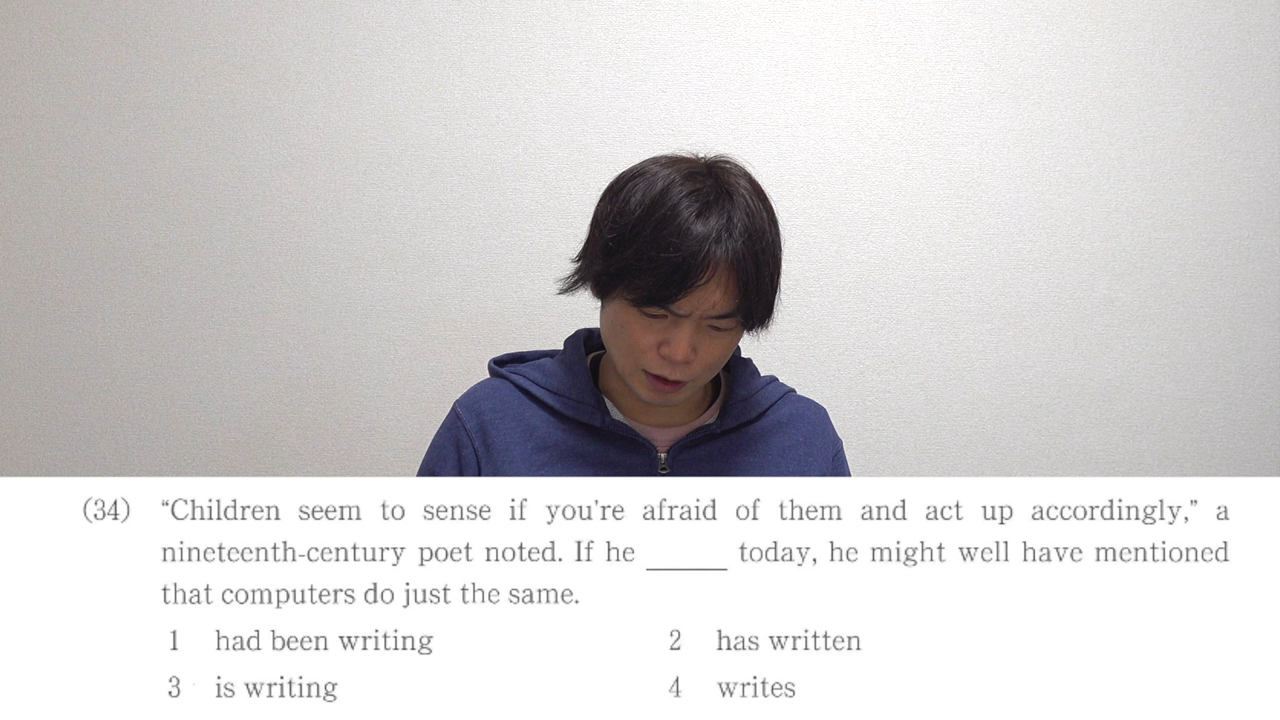 (34) “Children seem to sense if you're afraid of them and act up accordingly,” a
nineteenth-century poet noted. If he ______ today, he might well have mentioned
that computers do just the same.
1 had been writing 2 has written
3 is writing 4 writes